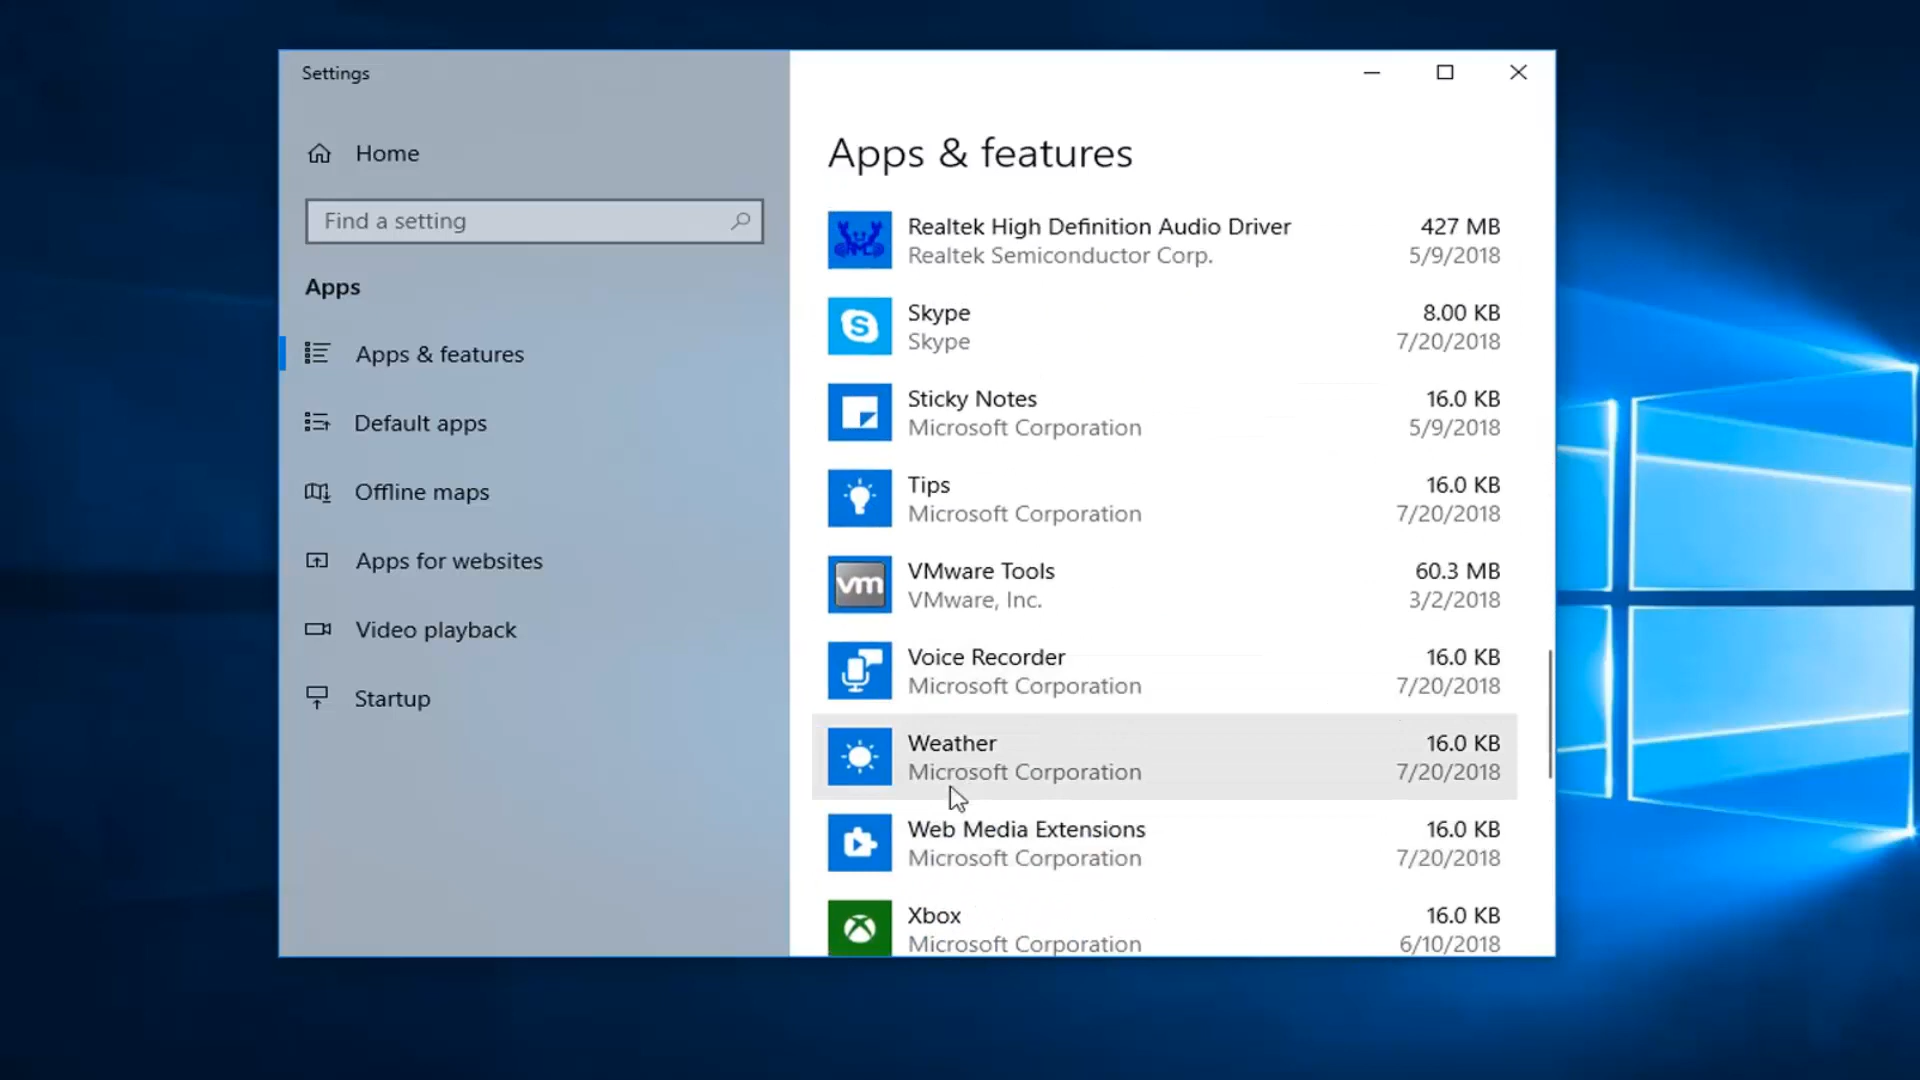 Settings
Home
Find a setting
Apps
Apps & features
Default apps
Offline maps
Apps for websites
Video playback
Startup
Apps & features
Realtek High Definition Audio Driver 427 MB
Realtek Semiconductor Corp. 5/9/2018
Skype 8.00 KB
Skype 7/20/2018
Sticky Notes 16.0 KB
Microsoft Corporation 5/9/2018
Tips 16.0 KB
Microsoft Corporation 7/20/2018
vm
VMware Tools 60.3 MB
VMware, Inc. 3/2/2018
Voice Recorder 16.0 KB
Microsoft Corporation 7/20/2018
Weather 16.0 KB
Microsoft Corporation 7/20/2018
Web Media Extensions 16.0 KB
Microsoft Corporation 7/20/2018
Xbox 16.0 KB
Microsoft Corporation 6/10/2018